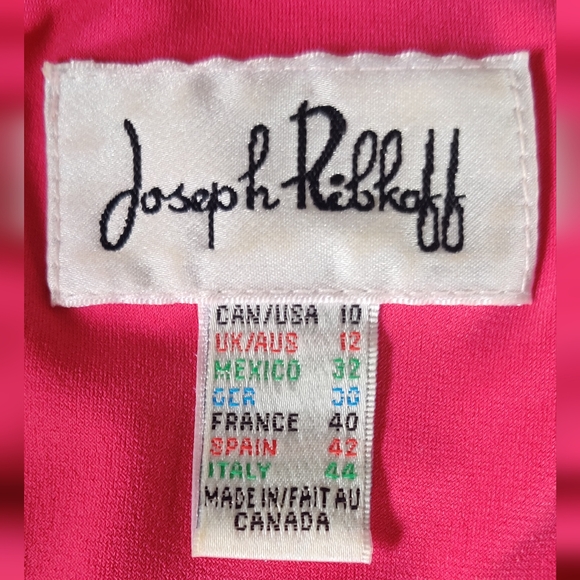 Joseph Ribkoff
CAN/USA 10
UK/AUS 12
MEXICO 32
GER
FRANCE 40
SPAIN 42
ITALY 44
MADE IN/FAIT AU
CANADA